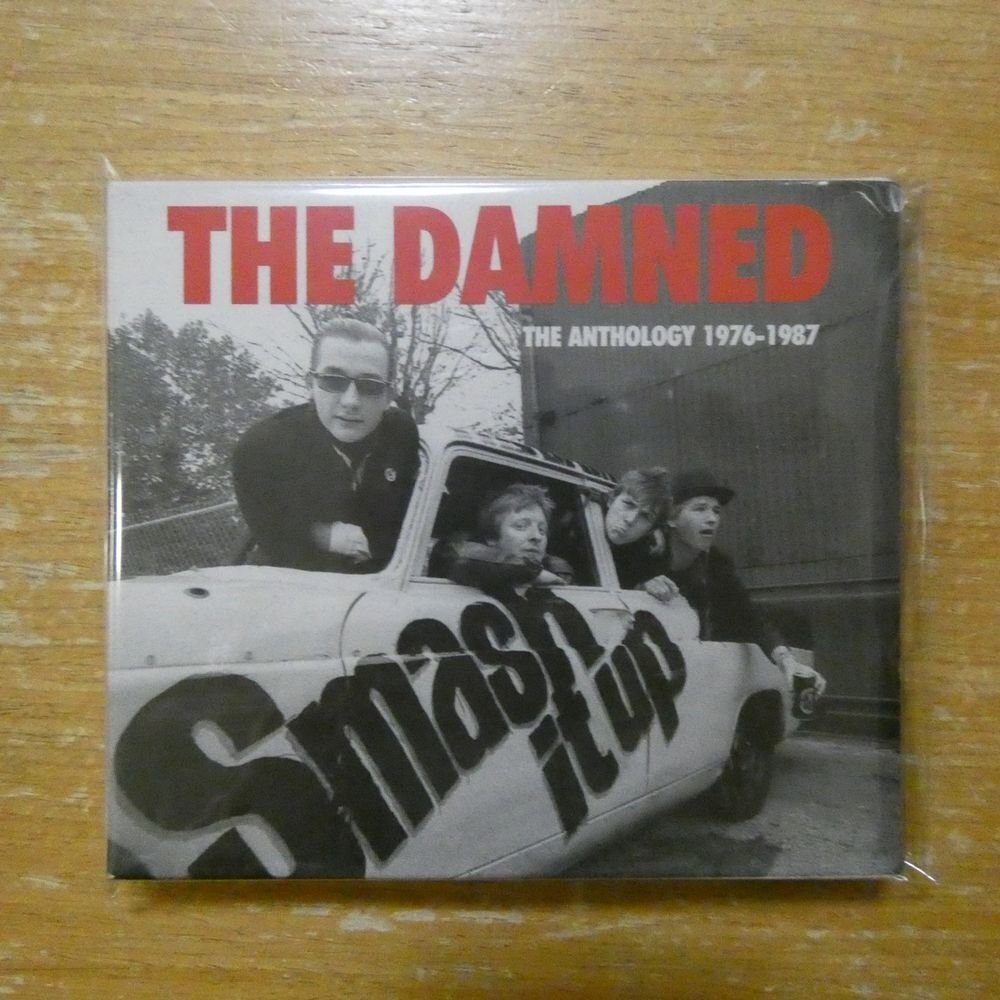 THE DAMNED
THE ANTHOLOGY 1976-1987
Smash
it up